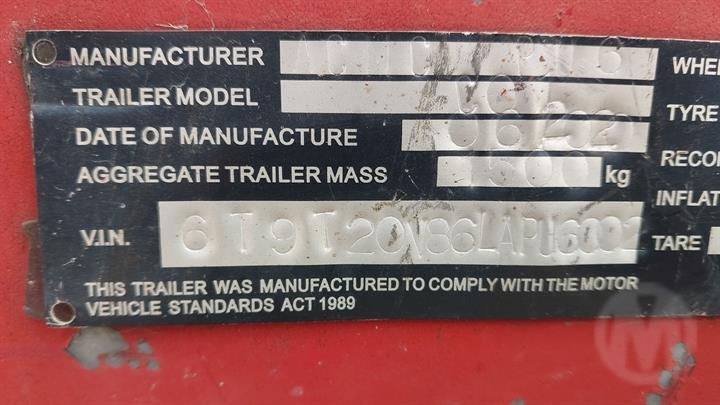 MANUFACTURER
TRAILER MODEL
DATE OF MANUFACTURE
AGGREGATE TRAILER MASS kg
V.I.N. 6T9T20V86LAPU6002
THIS TRAILER WAS MANUFACTURED TO COMPLY WITH THE MOTOR
VEHICLE STANDARDS ACT 1989
WHE
TYRE
RECO
INFLAT
TARE